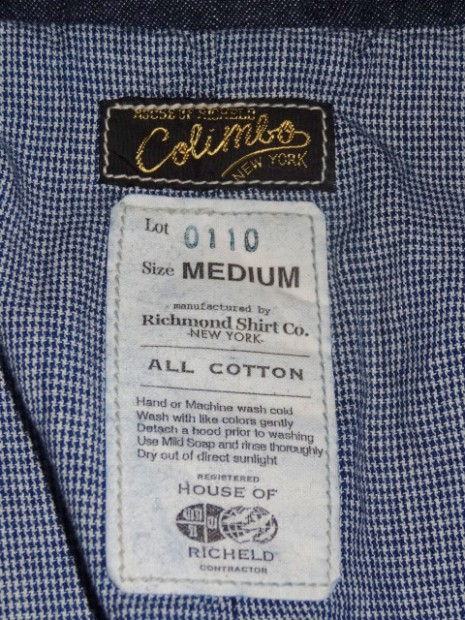 HOUSE OF RICHELD
Colimbo
NEW YORK
Lot 0110
Size MEDIUM
manufactured by
Richmond Shirt Co.
-NEW YORK-
ALL COTTON
Hand or Machine wash cold
Wash with like colors gently
Detach a hood prior to washing
Use Mild Soap and rinse thoroughly
Dry out of direct sunlight
REGISTERED
HOUSE OF
RICHELD
CONTRACTOR